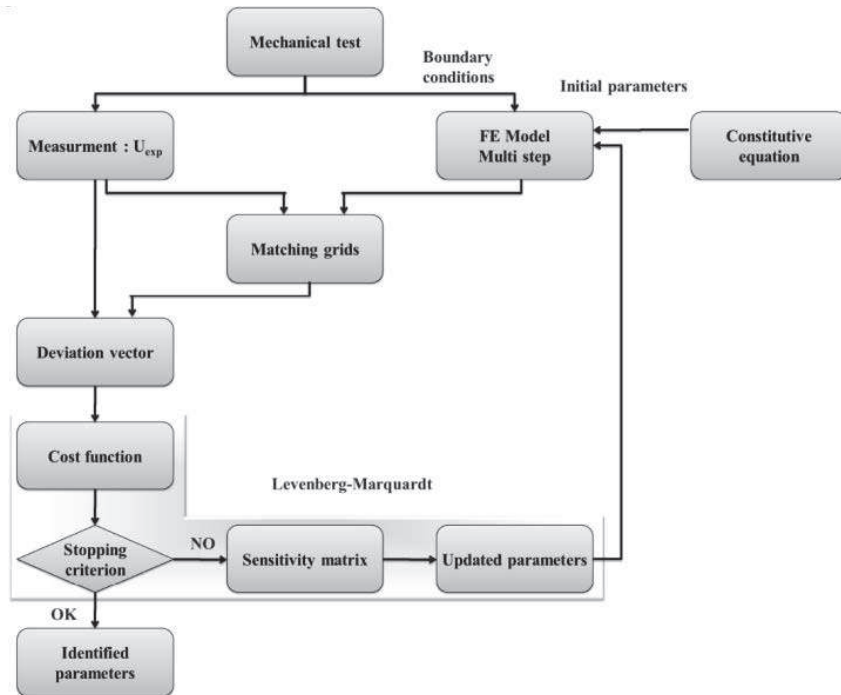 Mechanical test
Boundary
conditions
Initial parameters
Measurment : Uexp
FE Model
Multi step
Constitutive
equation
Matching grids
Deviation vector
Cost function
Levenberg-Marquardt
Stopping
criterion
NO
Sensitivity matrix
Updated parameters
OK
Identified
parameters